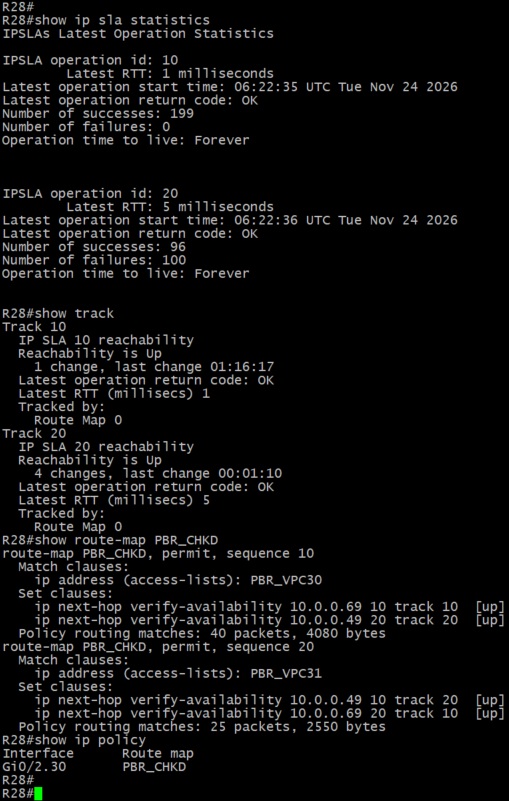 R28#
R28#show ip sla statistics
IPSLAs Latest Operation Statistics
IPSLA operation id: 10
        Latest RTT: 1 milliseconds
Latest operation start time: 06:22:35 UTC Tue Nov 24 2026
Latest operation return code: OK
Number of successes: 199
Number of failures: 0
Operation time to live: Forever
IPSLA operation id: 20
        Latest RTT: 5 milliseconds
Latest operation start time: 06:22:36 UTC Tue Nov 24 2026
Latest operation return code: OK
Number of successes: 96
Number of failures: 100
Operation time to live: Forever
R28#show track
Track 10
  IP SLA 10 reachability
  Reachability is Up
    1 change, last change 01:16:17
  Latest operation return code: OK
  Latest RTT (millisecs) 1
  Tracked by:
    Route Map 0
Track 20
  IP SLA 20 reachability
  Reachability is Up
    4 changes, last change 00:01:10
  Latest operation return code: OK
  Latest RTT (millisecs) 5
  Tracked by:
    Route Map 0
R28#show route-map PBR_CHKD
route-map PBR_CHKD, permit, sequence 10
  Match clauses:
    ip address (access-lists): PBR_VPC30
  Set clauses:
    ip next-hop verify-availability 10.0.0.69 10 track 10  [up]
    ip next-hop verify-availability 10.0.0.49 20 track 20  [up]
  Policy routing matches: 40 packets, 4080 bytes
route-map PBR_CHKD, permit, sequence 20
  Match clauses:
    ip address (access-lists): PBR_VPC31
  Set clauses:
    ip next-hop verify-availability 10.0.0.49 10 track 20  [up]
    ip next-hop verify-availability 10.0.0.69 20 track 10  [up]
  Policy routing matches: 25 packets, 2550 bytes
R28#show ip policy
Interface      Route map
Gi0/2.30       PBR_CHKD
R28#
R28#